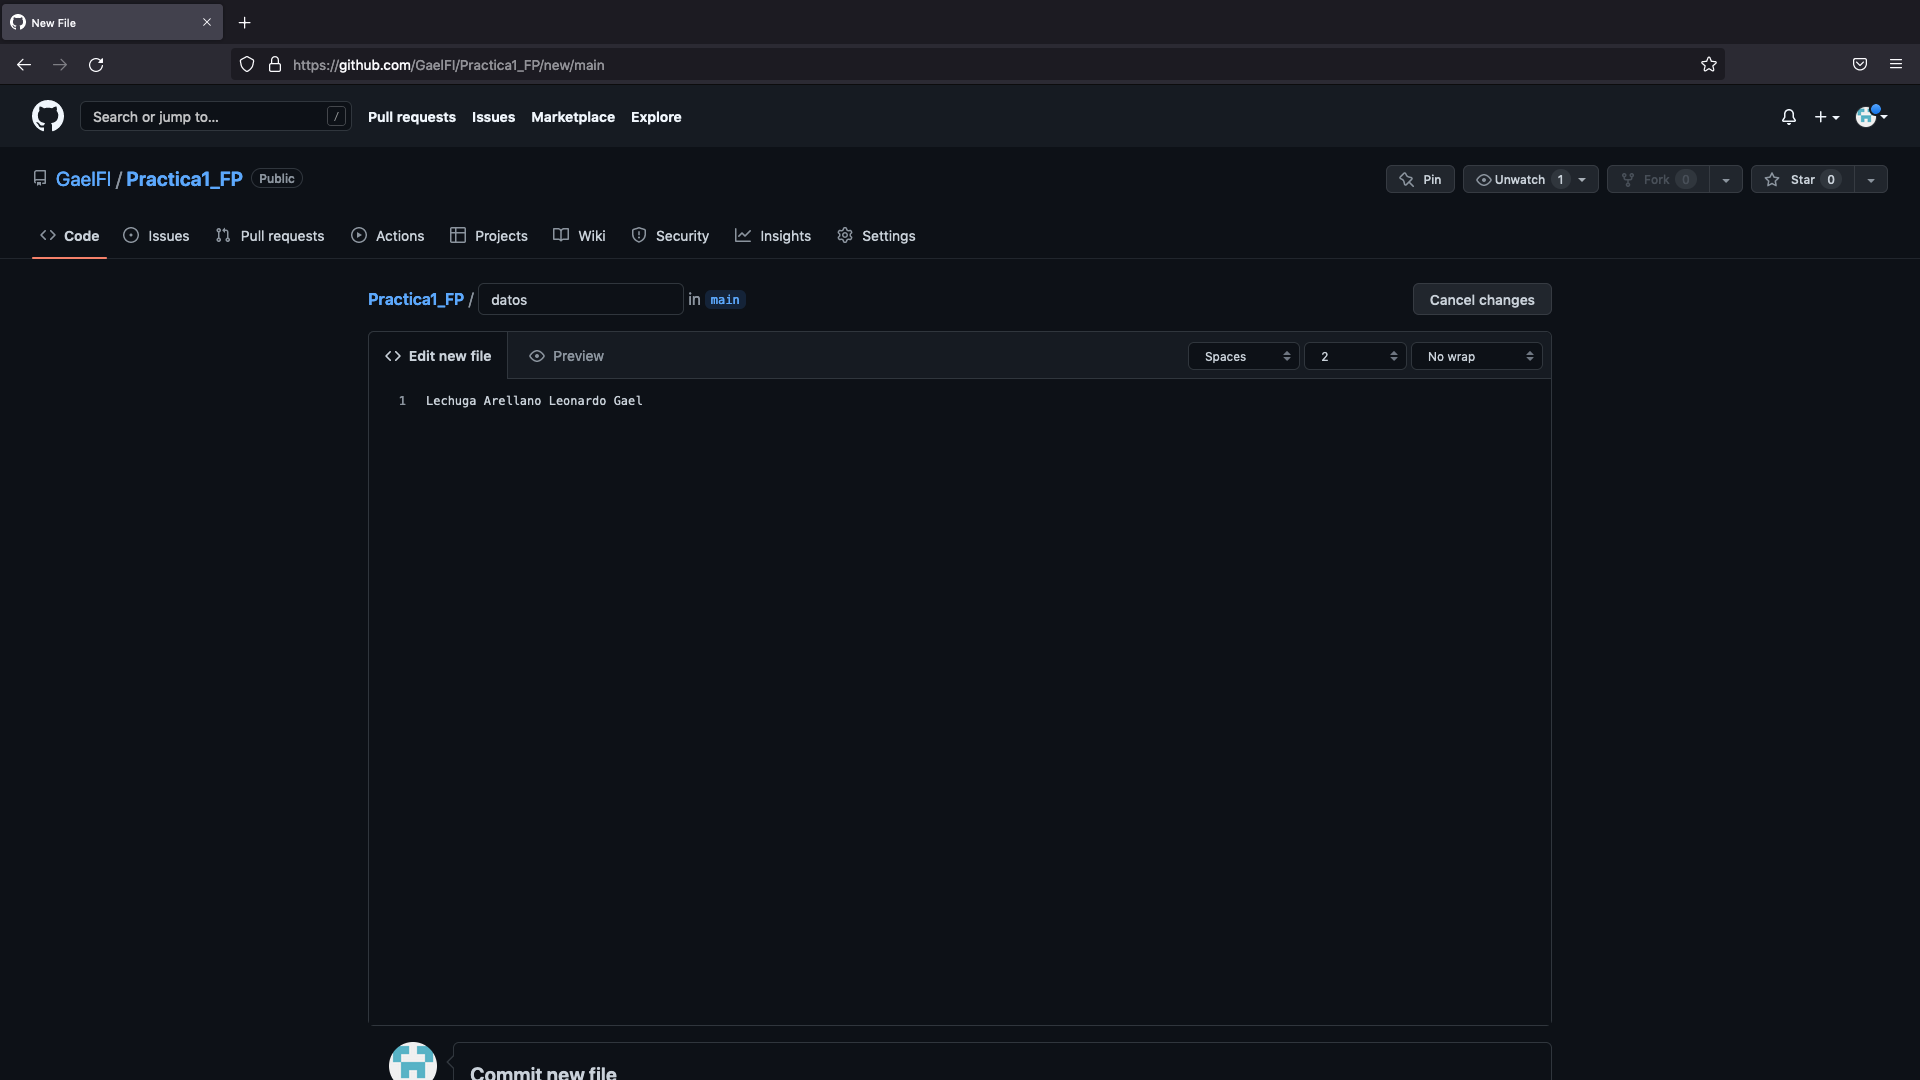 New File
https://github.com/GaelFI/Practica1_FP/new/main
Search or jump to... /
Pull requests Issues Marketplace Explore
GaelFI / Practica1_FP Public
Pin Unwatch 1 Fork 0 Star 0
Code Issues Pull requests Actions Projects Wiki Security Insights Settings
Practica1_FP / datos in main Cancel changes
Edit new file Preview Spaces 2 No wrap
1 Lechuga Arellano Leonardo Gael
Commit new file